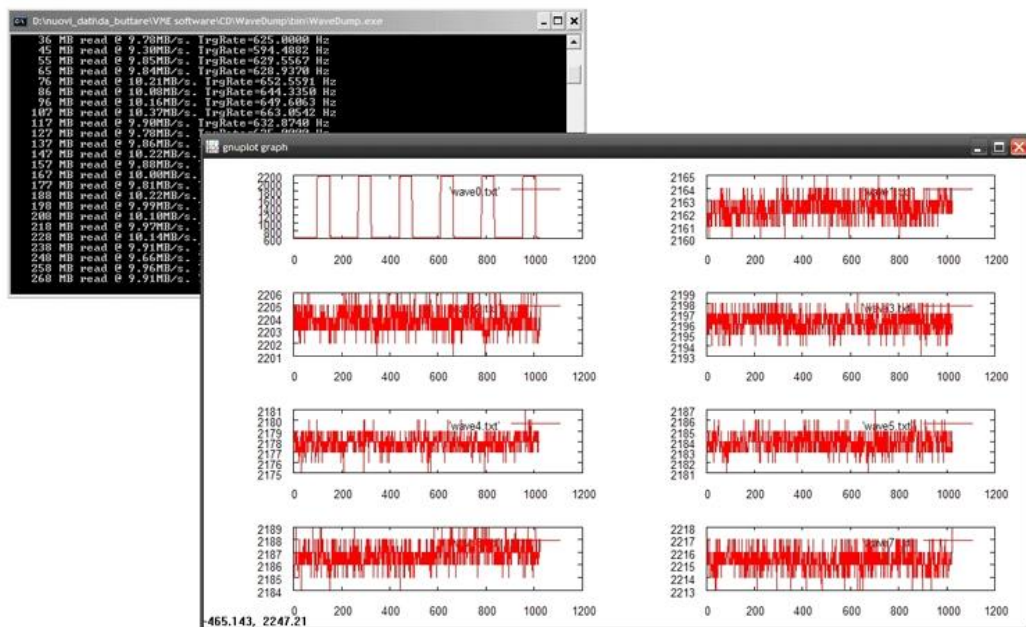 D:\nuovi_dati\da_buttare\VME software\CD\WaveDump\bin\WaveDump.exe
36 MB read @ 9.78MB/s. TrgRate=625.0000 Hz
45 MB read @ 9.30MB/s. TrgRate=594.4882 Hz
55 MB read @ 9.85MB/s. TrgRate=629.5567 Hz
65 MB read @ 9.84MB/s. TrgRate=628.9370 Hz
76 MB read @ 10.21MB/s. TrgRate=652.5591 Hz
86 MB read @ 10.08MB/s. TrgRate=644.3350 Hz
96 MB read @ 10.16MB/s. TrgRate=649.6063 Hz
107 MB read @ 10.37MB/s. TrgRate=663.0542 Hz
117 MB read @ 9.90MB/s. TrgRate=632.8740 Hz
127 MB read @ 9.78MB/s. TrgRate=625.0000 Hz
137 MB read @ 9.86MB/s.
147 MB read @ 10.22MB/s.
157 MB read @ 9.88MB/s.
167 MB read @ 10.00MB/s.
177 MB read @ 9.81MB/s.
188 MB read @ 10.22MB/s.
198 MB read @ 9.99MB/s.
208 MB read @ 10.10MB/s.
218 MB read @ 9.97MB/s.
228 MB read @ 10.14MB/s.
238 MB read @ 9.91MB/s.
248 MB read @ 9.66MB/s.
258 MB read @ 9.96MB/s.
268 MB read @ 9.91MB/s.
gnuplot graph
2200
2000
1800
1600
1400
1200
1000
800
600
'wave0.txt'
0 200 400 600 800 1000 1200
2165
2164
2163
2162
2161
2160
'wave1.txt'
0 200 400 600 800 1000 1200
2206
2205
2204
2203
2202
2201
0 200 400 600 800 1000 1200
2199
2198
2197
2196
2195
2194
2193
'wave3.txt'
0 200 400 600 800 1000 1200
2181
2180
2179
2178
2177
2176
2175
'wave4.txt'
0 200 400 600 800 1000 1200
2187
2186
2185
2184
2183
2182
2181
'wave5.txt'
0 200 400 600 800 1000 1200
2189
2188
2187
2186
2185
2184
0 200 400 600 800 1000 1200
2218
2217
2216
2215
2214
2213
'wave7.txt'
0 200 400 600 800 1000 1200
-465.143, 2247.21